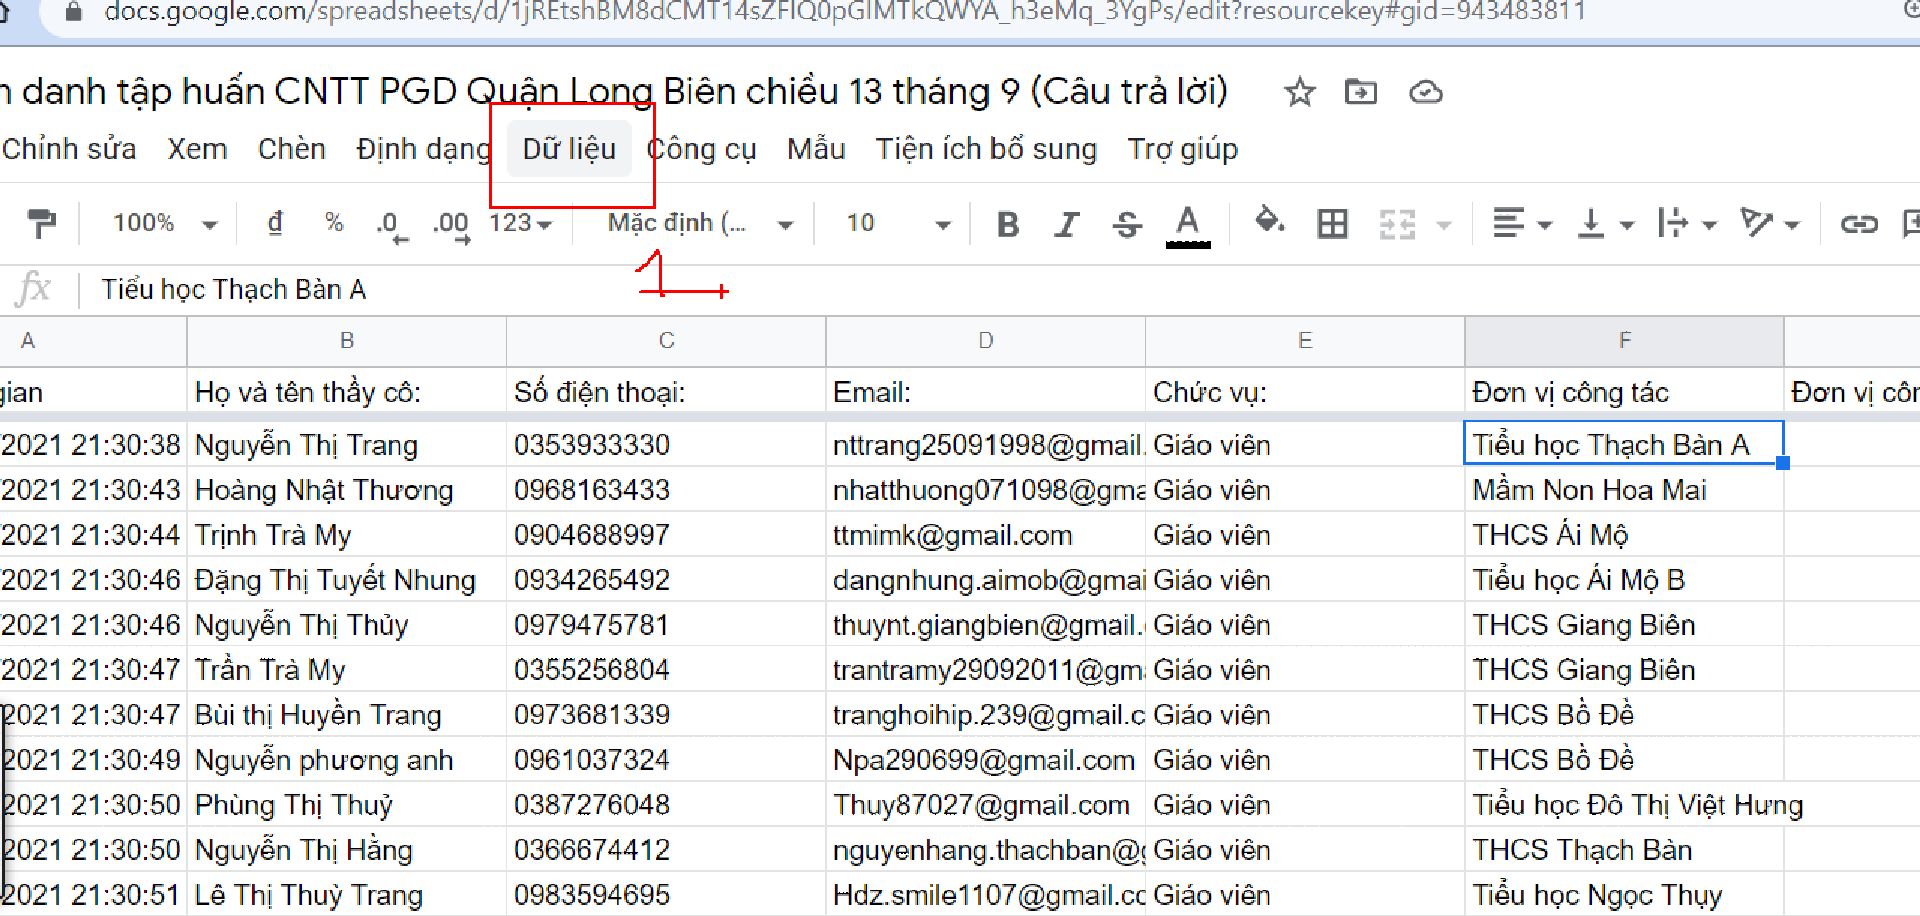 docs.google.com/spreadsheets/d/1jREtshBM8dCMT14sZFIQ0pGIMTkQWYA_h3eMq_3YgPs/edit?resourcekey#gid=943483811
danh tập huấn CNTT PGD Quận Long Biên chiều 13 tháng 9 (Câu trả lời)
Chỉnh sửa Xem Chèn Định dạng Dữ liệu Công cụ Mẫu Tiện ích bổ sung Trợ giúp
100% đ % .0 .00 123 Mặc định (... 10 B I S A
1
fx Tiểu học Thạch Bàn A
A B C D E F
gian Họ và tên thầy cô: Số điện thoại: Email: Chức vụ: Đơn vị công tác Đơn vị côn
/2021 21:30:38 Nguyễn Thị Trang 0353933330 nttrang25091998@gmail. Giáo viên Tiểu học Thạch Bàn A
/2021 21:30:43 Hoàng Nhật Thương 0968163433 nhatthuong071098@gma Giáo viên Mầm Non Hoa Mai
/2021 21:30:44 Trịnh Trà My 0904688997 ttmimk@gmail.com Giáo viên THCS Ái Mộ
/2021 21:30:46 Đặng Thị Tuyết Nhung 0934265492 dangnhung.aimob@gmai Giáo viên Tiểu học Ái Mộ B
/2021 21:30:46 Nguyễn Thị Thủy 0979475781 thuynt.giangbien@gmail. Giáo viên THCS Giang Biên
/2021 21:30:47 Trần Trà My 0355256804 trantramy29092011@gma Giáo viên THCS Giang Biên
2021 21:30:47 Bùi thị Huyền Trang 0973681339 tranghoihip.239@gmail.c Giáo viên THCS Bồ Đề
2021 21:30:49 Nguyễn phương anh 0961037324 Npa290699@gmail.com Giáo viên THCS Bồ Đề
2021 21:30:50 Phùng Thị Thuỷ 0387276048 Thuy87027@gmail.com Giáo viên Tiểu học Đô Thị Việt Hưng
2021 21:30:50 Nguyễn Thị Hằng 0366674412 nguyenhang.thachban@g Giáo viên THCS Thạch Bàn
2021 21:30:51 Lê Thị Thuỳ Trang 0983594695 Hdz.smile1107@gmail.cc Giáo viên Tiểu học Ngọc Thụy